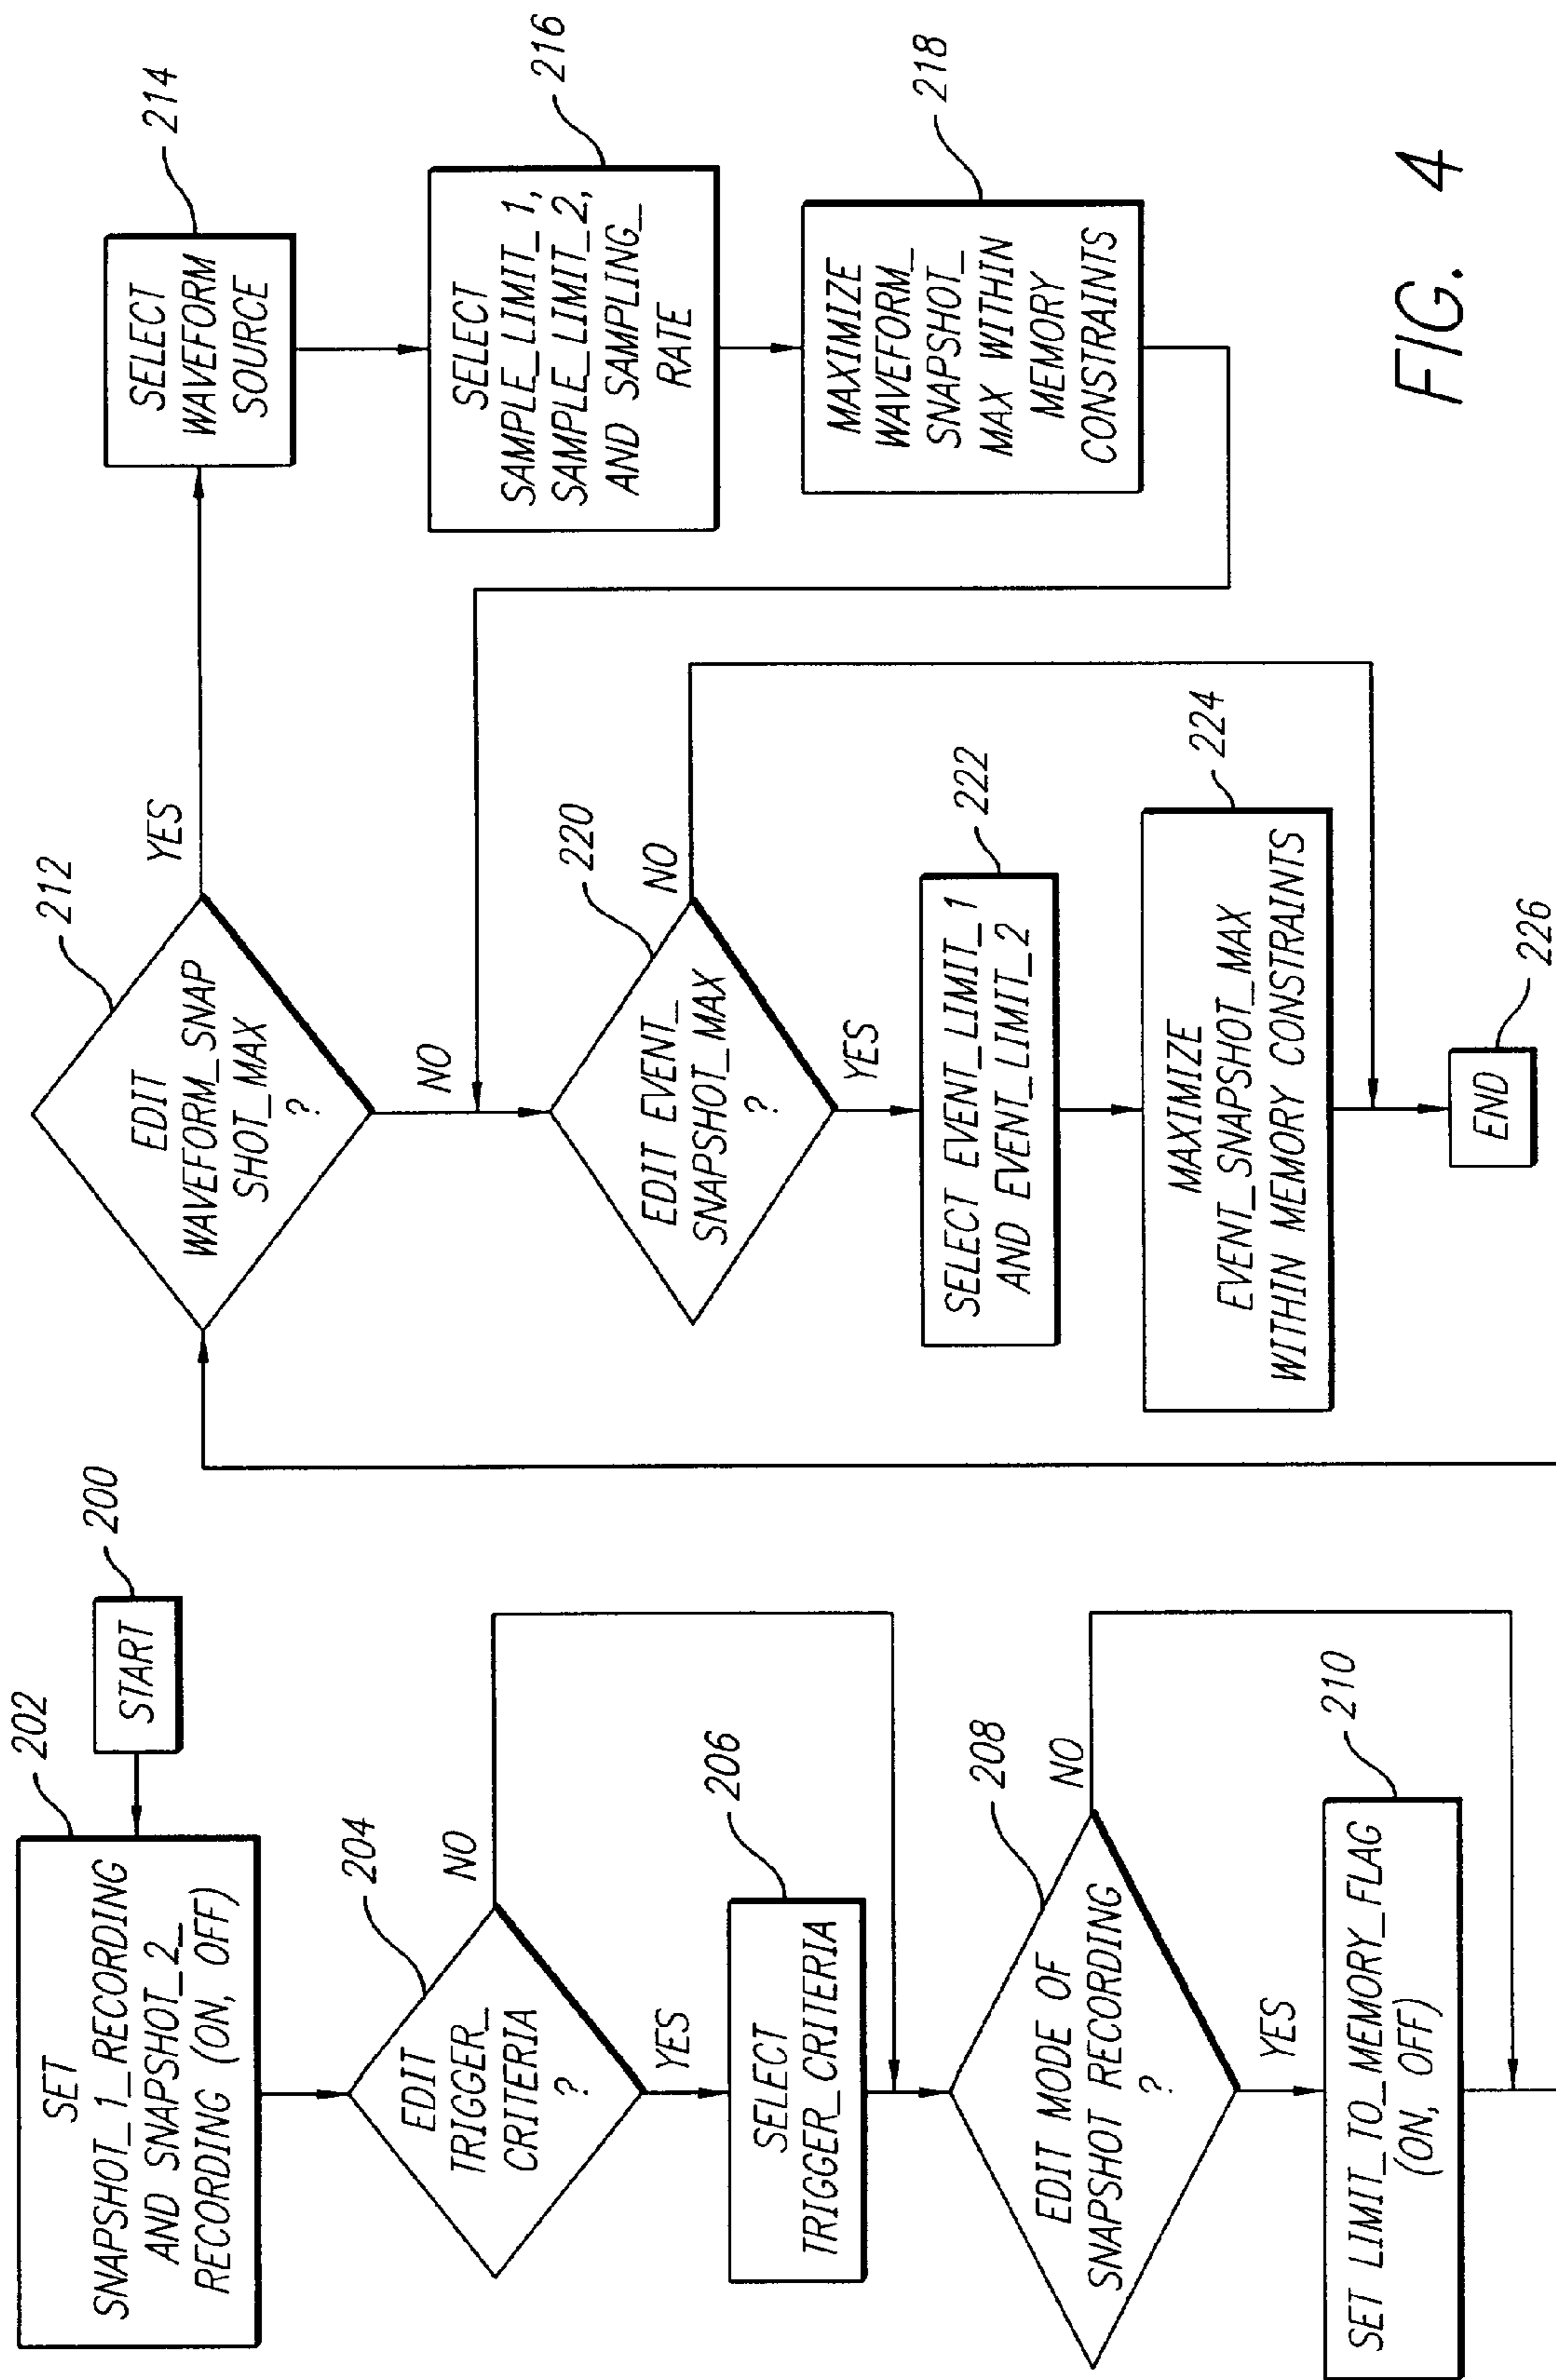 200
START
202
SET
SNAPSHOT_1_RECORDING
AND SNAPSHOT_2_
RECORDING (ON, OFF)
204
EDIT
TRIGGER_
CRITERIA
?
NO
YES
206
SELECT
TRIGGER_CRITERIA
208
EDIT MODE OF
SNAPSHOT RECORDING
?
NO
YES
210
SET LIMIT_TO_MEMORY_FLAG
(ON, OFF)
212
EDIT
WAVEFORM_SNAP
SHOT_MAX
?
YES
NO
214
SELECT
WAVEFORM
SOURCE
216
SELECT
SAMPLE_LIMIT_1,
SAMPLE_LIMIT_2,
AND SAMPLING_
RATE
218
MAXIMIZE
WAVEFORM_
SNAPSHOT_
MAX WITHIN
MEMORY
CONSTRAINTS
220
EDIT EVENT_
SNAPSHOT_MAX
?
NO
YES
222
SELECT EVENT_LIMIT_1
AND EVENT_LIMIT_2
224
MAXIMIZE
EVENT_SNAPSHOT_MAX
WITHIN MEMORY CONSTRAINTS
226
END
FIG. 4